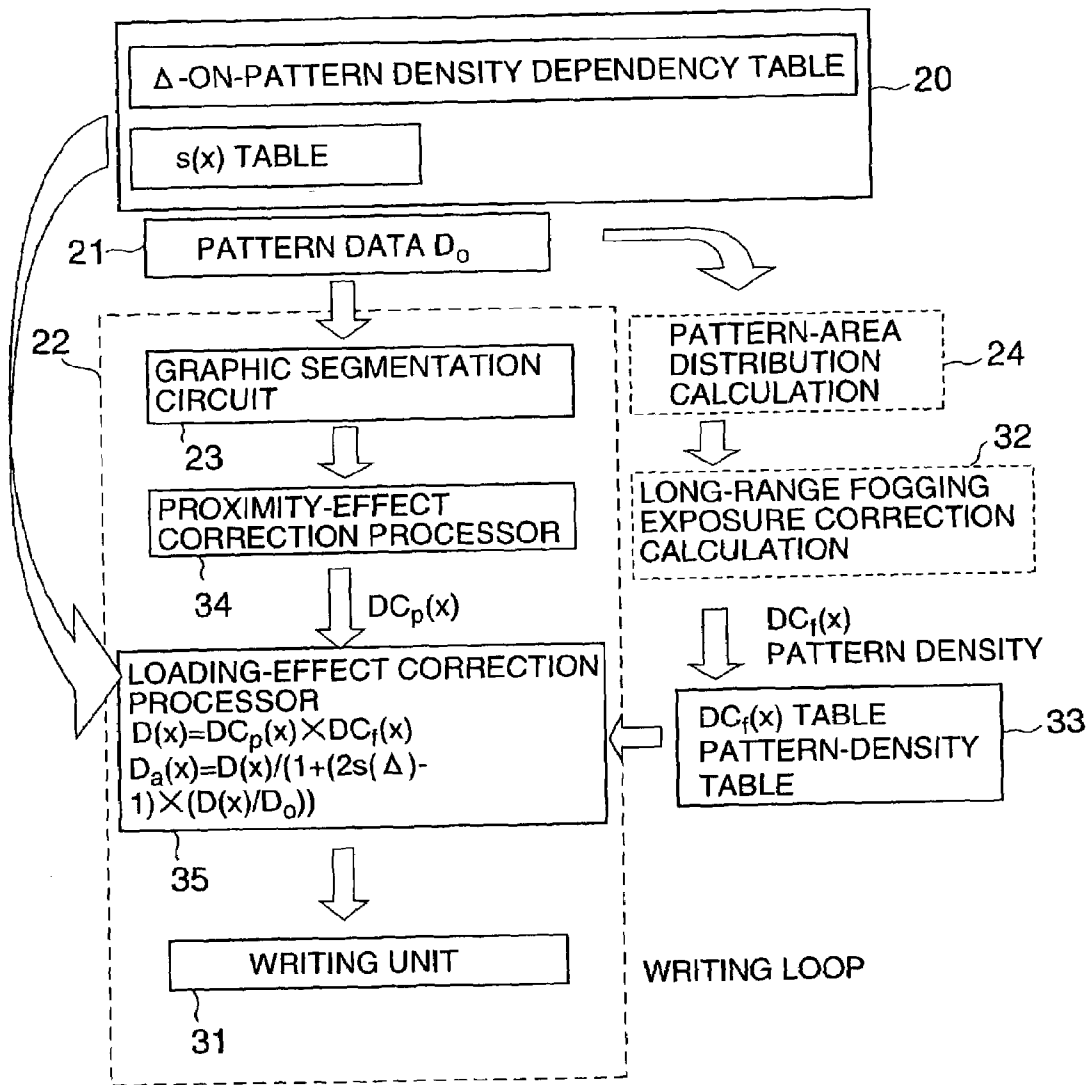 Δ-ON-PATTERN DENSITY DEPENDENCY TABLE
20
s(x) TABLE
21
PATTERN DATA Do
22
GRAPHIC SEGMENTATION
CIRCUIT
23
PATTERN-AREA
DISTRIBUTION
CALCULATION
24
PROXIMITY-EFFECT
CORRECTION PROCESSOR
34
32
LONG-RANGE FOGGING
EXPOSURE CORRECTION
CALCULATION
DCp(x)
DCf(x)
PATTERN DENSITY
LOADING-EFFECT CORRECTION
PROCESSOR
D(x)=DCp(x)×DCf(x)
Da(x)=D(x)/(1+(2s(Δ)-
1)×(D(x)/Do))
35
DCf(x) TABLE
PATTERN-DENSITY
TABLE
33
WRITING UNIT
31
WRITING LOOP